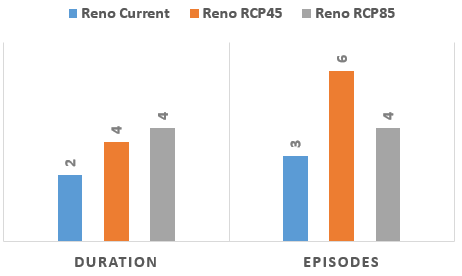 Reno Current Reno RCP45 Reno RCP85
2 4 4 3 6 4
DURATION EPISODES